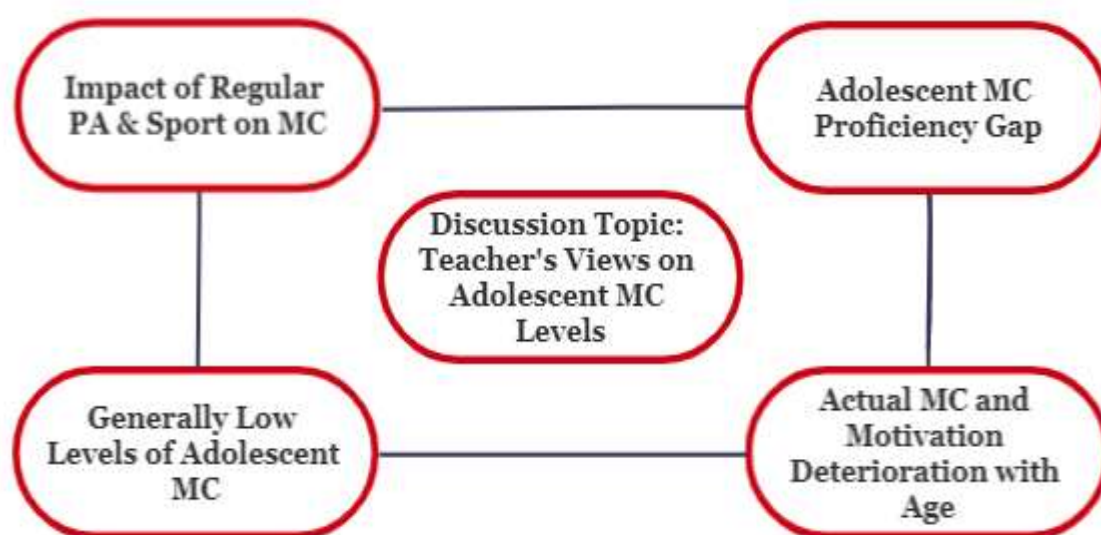 Impact of Regular
PA & Sport on MC
Adolescent MC
Proficiency Gap
Discussion Topic:
Teacher's Views on
Adolescent MC
Levels
Generally Low
Levels of Adolescent
MC
Actual MC and
Motivation
Deterioration with
Age